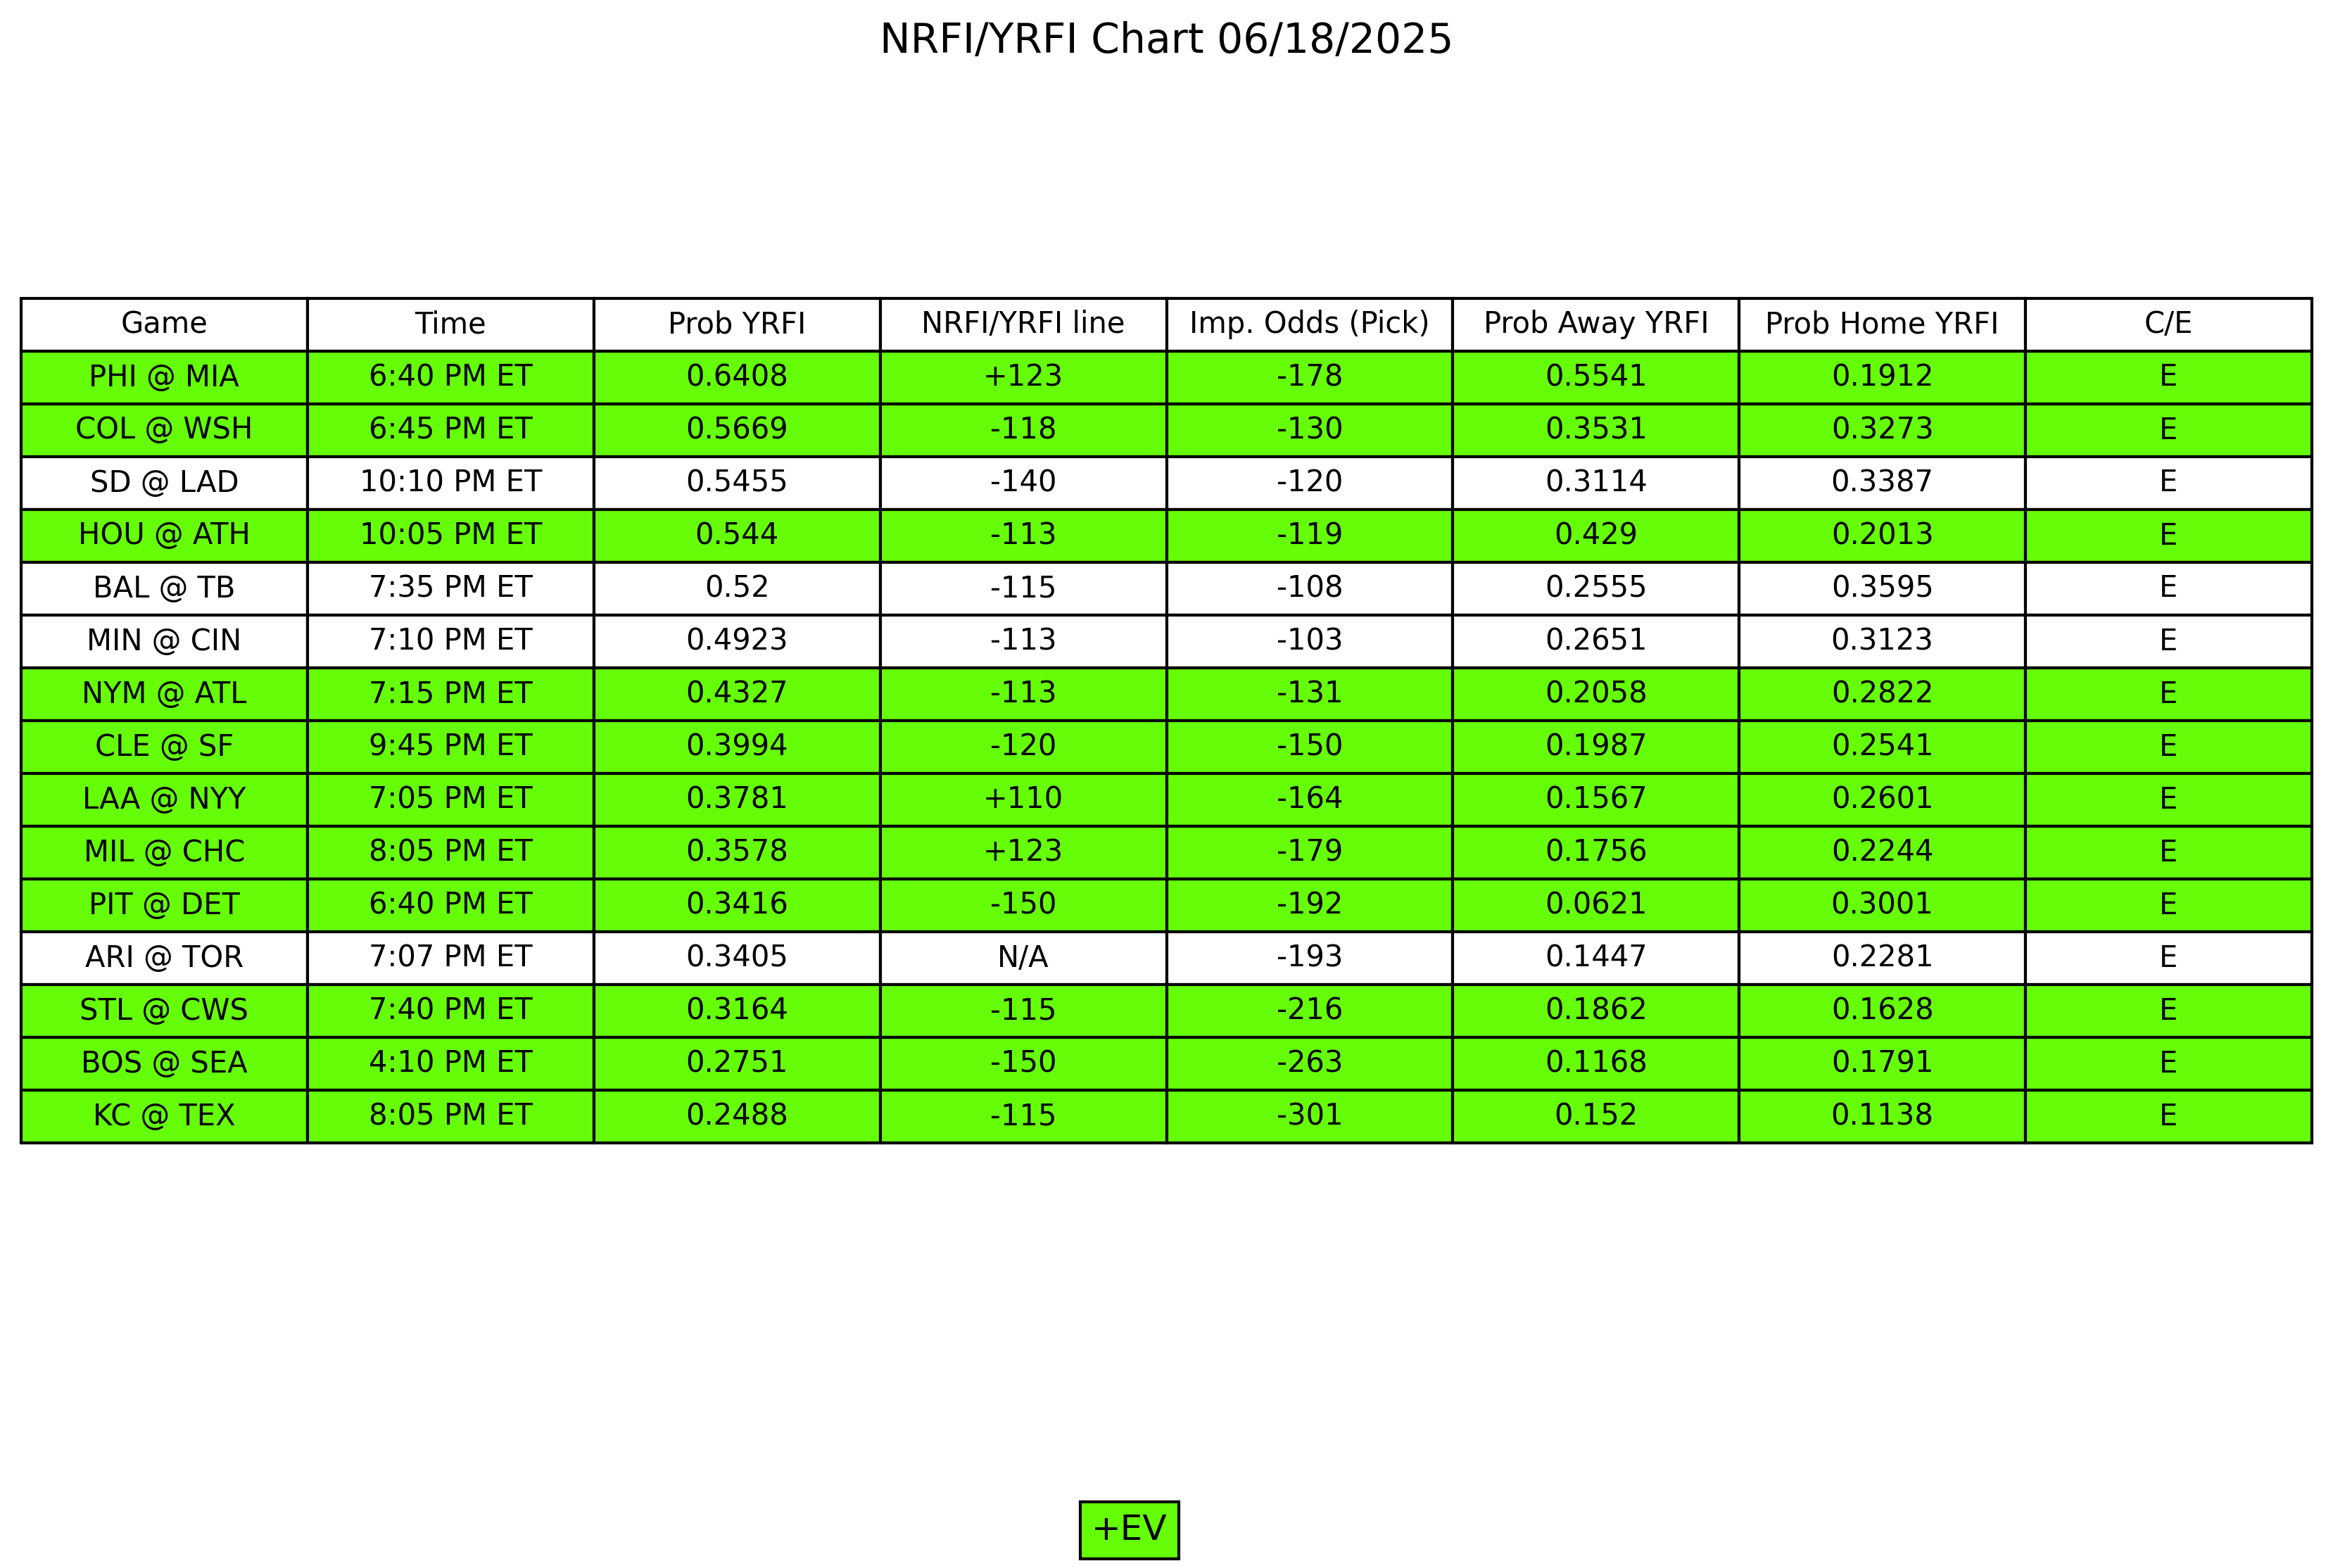 NRFI/YRFI Chart 06/18/2025
Game Time Prob YRFI NRFI/YRFI line Imp. Odds (Pick) Prob Away YRFI Prob Home YRFI C/E
PHI @ MIA 6:40 PM ET 0.6408 +123 -178 0.5541 0.1912 E
COL @ WSH 6:45 PM ET 0.5669 -118 -130 0.3531 0.3273 E
SD @ LAD 10:10 PM ET 0.5455 -140 -120 0.3114 0.3387 E
HOU @ ATH 10:05 PM ET 0.544 -113 -119 0.429 0.2013 E
BAL @ TB 7:35 PM ET 0.52 -115 -108 0.2555 0.3595 E
MIN @ CIN 7:10 PM ET 0.4923 -113 -103 0.2651 0.3123 E
NYM @ ATL 7:15 PM ET 0.4327 -113 -131 0.2058 0.2822 E
CLE @ SF 9:45 PM ET 0.3994 -120 -150 0.1987 0.2541 E
LAA @ NYY 7:05 PM ET 0.3781 +110 -164 0.1567 0.2601 E
MIL @ CHC 8:05 PM ET 0.3578 +123 -179 0.1756 0.2244 E
PIT @ DET 6:40 PM ET 0.3416 -150 -192 0.0621 0.3001 E
ARI @ TOR 7:07 PM ET 0.3405 N/A -193 0.1447 0.2281 E
STL @ CWS 7:40 PM ET 0.3164 -115 -216 0.1862 0.1628 E
BOS @ SEA 4:10 PM ET 0.2751 -150 -263 0.1168 0.1791 E
KC @ TEX 8:05 PM ET 0.2488 -115 -301 0.152 0.1138 E
+EV